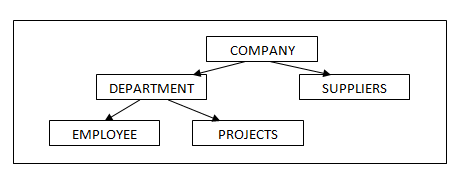 COMPANY
DEPARTMENT
SUPPLIERS
EMPLOYEE
PROJECTS